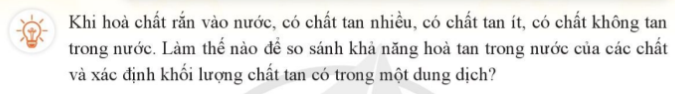 Khi hoà chất rắn vào nước, có chất tan nhiều, có chất tan ít, có chất không tan
trong nước. Làm thế nào để so sánh khả năng hoà tan trong nước của các chất
và xác định khối lượng chất tan có trong một dung dịch?